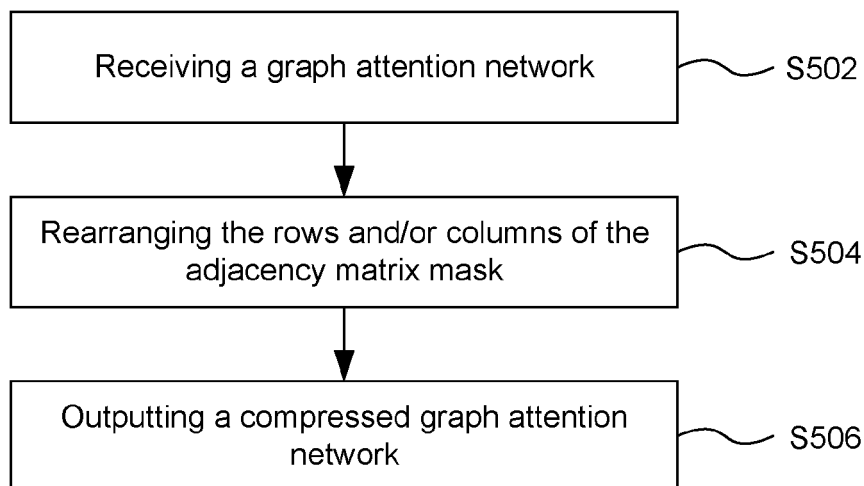 Receiving a graph attention network
S502
Rearranging the rows and/or columns of the
adjacency matrix mask
S504
Outputting a compressed graph attention
network
S506